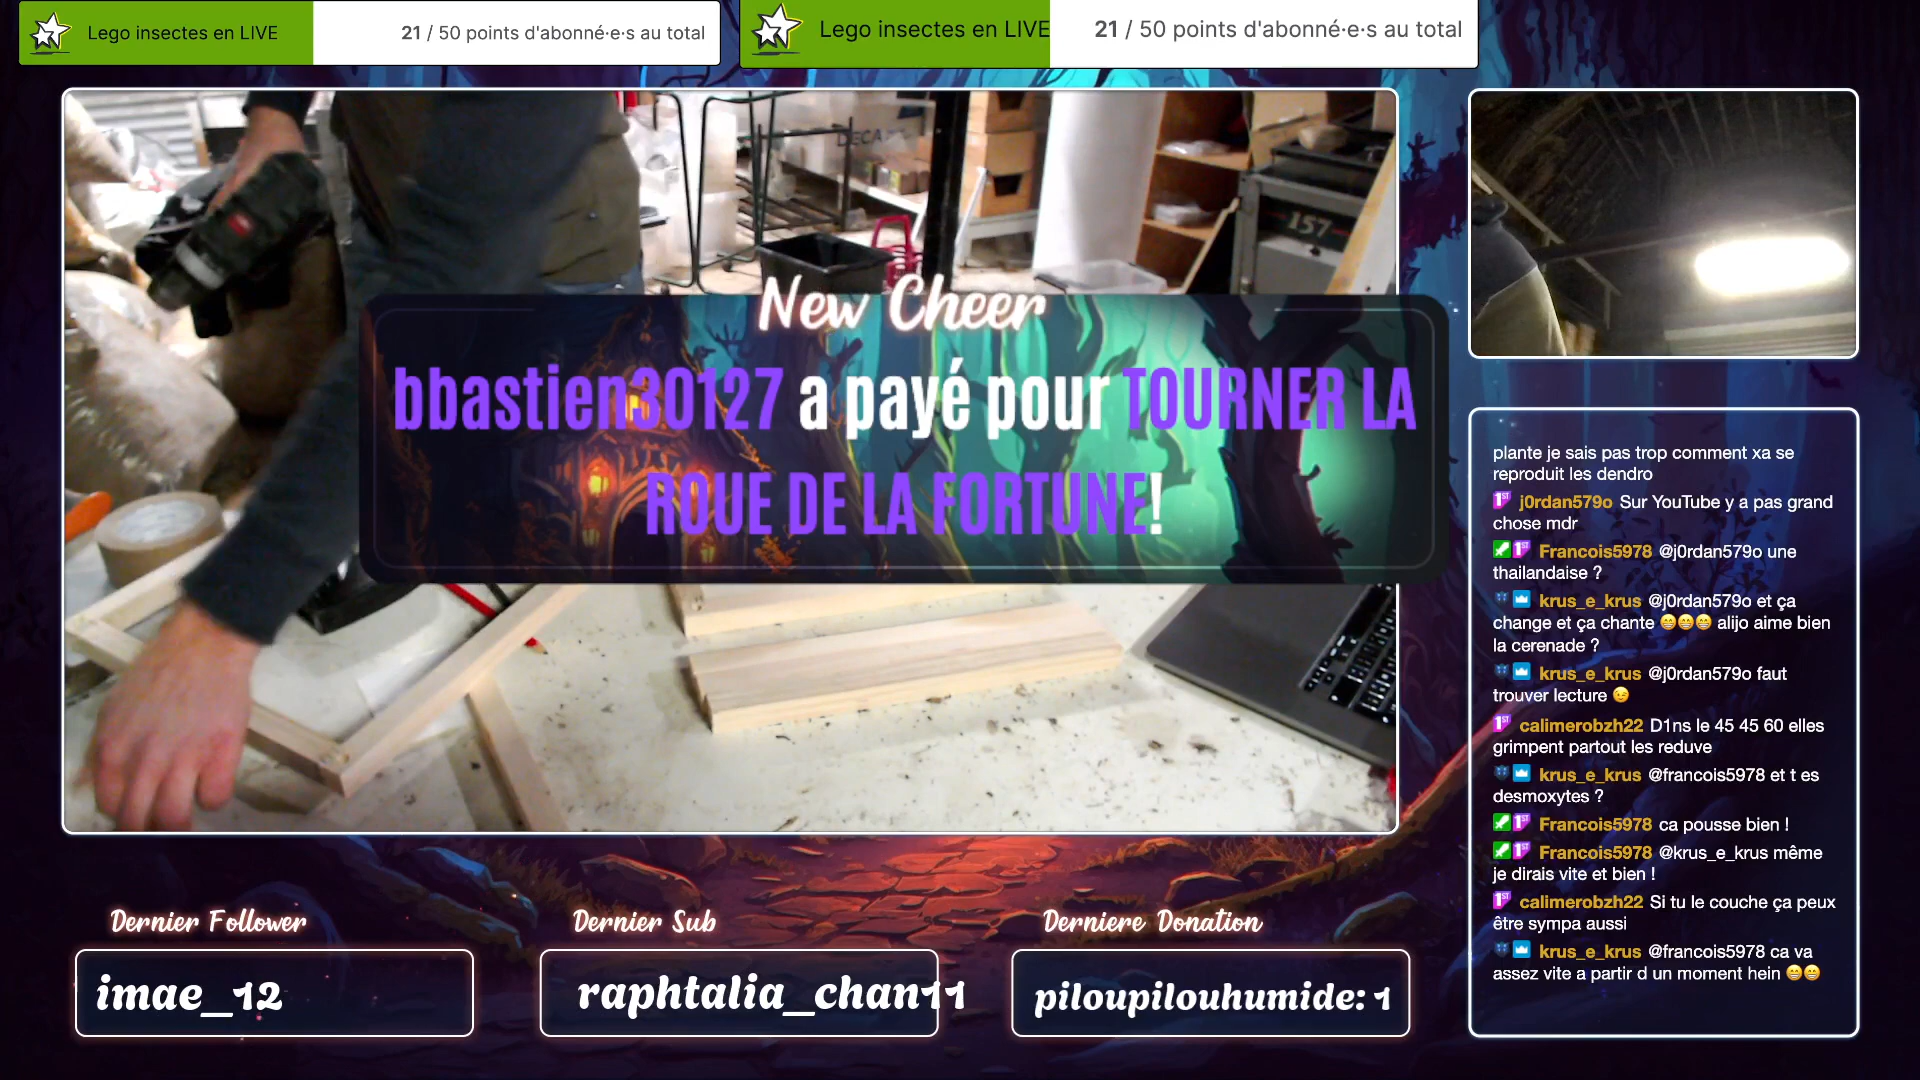 Lego insectes en LIVE
21 / 50 points d'abonné·e·s au total
Lego insectes en LIVE
21 / 50 points d'abonné·e·s au total
DECA
157
New Cheer
bbastien30127 a payé pour TOURNER LA
ROUE DE LA FORTUNE!
plante je sais pas trop comment xa se
reproduit les dendro
j0rdan579o Sur YouTube y a pas grand
chose mdr
Francois5978 @j0rdan579o une
thailandaise ?
krus_e_krus @j0rdan579o et ça
change et ça chante 😁😁😁 alijo aime bien
la cerenade ?
krus_e_krus @j0rdan579o faut
trouver lecture 😉
calimerobzh22 D1ns le 45 45 60 elles
grimpent partout les reduve
krus_e_krus @francois5978 et t es
desmoxytes ?
Francois5978 ca pousse bien !
Francois5978 @krus_e_krus même
je dirais vite et bien !
calimerobzh22 Si tu le couche ça peux
être sympa aussi
krus_e_krus @francois5978 ca va
assez vite a partir d un moment hein 😁😁
Dernier Follower
imae_12
Dernier Sub
raphtalia_chan11
Derniere Donation
piloupilouhumide: 1